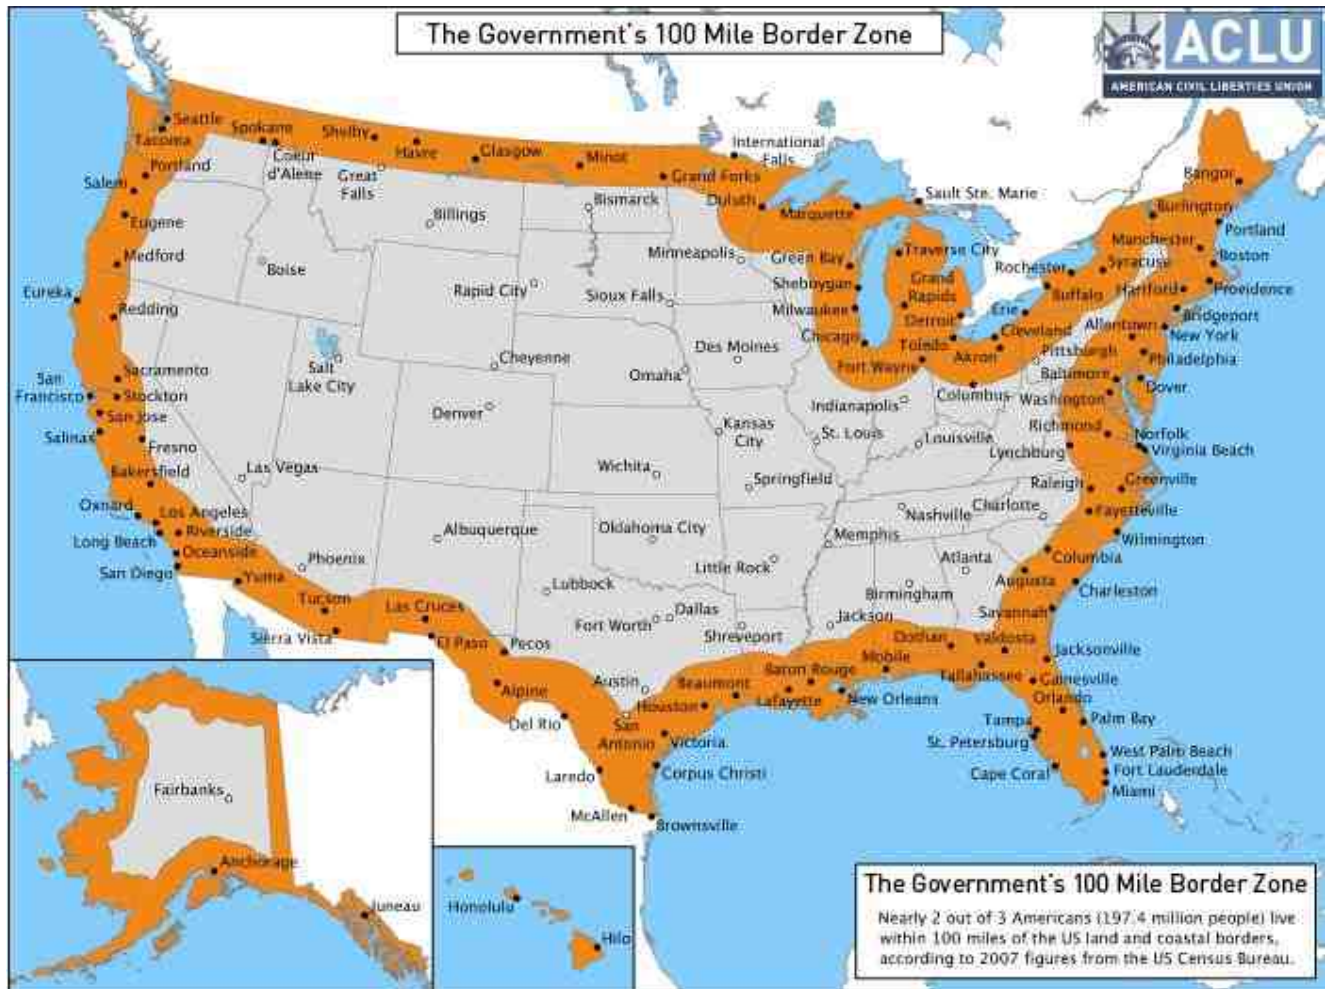 The Government's 100 Mile Border Zone
ACLU
AMERICAN CIVIL LIBERTIES UNION
Seattle
Tacoma
Spokane
Coeur
d'Alene
Shelby
Havre
Great
Falls
Glasgow
Minot
Grand Forks
International
Falls
Duluth
Marquette
Sault Ste. Marie
Bangor
Burlington
Portland
Portland
Salem
Eugene
Medford
Eureka
Redding
Billings
Bismarck
Boise
Rapid City
Sioux Falls
Minneapolis
Green Bay
Sheboygan
Milwaukee
Chicago
Traverse City
Grand
Rapids
Detroit
Toledo
Fort Wayne
Rochester
Syracuse
Buffalo
Erie
Cleveland
Akron
Manchester
Boston
Hartford
Providence
Bridgeport
New York
Allentown
Pittsburgh
Philadelphia
Baltimore
Dover
Washington
Columbus
Indianapolis
Des Moines
Omaha
Cheyenne
Salt
Lake City
Denver
Sacramento
San
Francisco
Stockton
San Jose
Salinas
Fresno
Bakersfield
Las Vegas
Kansas
City
St. Louis
Louisville
Wichita
Springfield
Richmond
Norfolk
Virginia Beach
Lynchburg
Raleigh
Greenville
Charlotte
Fayetteville
Wilmington
Nashville
Memphis
Oxnard
Los Angeles
Riverside
Long Beach
Oceanside
San Diego
Yuma
Phoenix
Albuquerque
Oklahoma City
Little Rock
Atlanta
Columbia
Augusta
Charleston
Birmingham
Savannah
Tucson
Sierra Vista
Las Cruces
El Paso
Pecos
Lubbock
Dallas
Fort Worth
Shreveport
Jackson
Dothan
Valdosta
Jacksonville
Mobile
Tallahassee
Gainesville
Baton Rouge
Beaumont
Lafayette
New Orleans
Austin
Houston
Alpine
Del Rio
San
Antonio
Victoria
Orlando
Tampa
Palm Bay
St. Petersburg
West Palm Beach
Cape Coral
Fort Lauderdale
Miami
Laredo
Corpus Christi
McAllen
Brownsville
Fairbanks
Anchorage
Juneau
Honolulu
Hilo
The Government's 100 Mile Border Zone
Nearly 2 out of 3 Americans (197.4 million people) live
within 100 miles of the US land and coastal borders,
according to 2007 figures from the US Census Bureau.